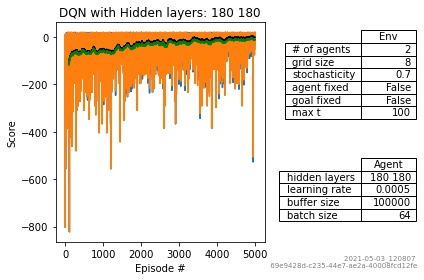 DQN with Hidden layers: 180 180
0
−200
−400
−600
−800
Score
0 1000 2000 3000 4000 5000
Episode #
Env
# of agents 2
grid size 8
stochasticity 0.7
agent fixed False
goal fixed False
max t 100
Agent
hidden layers 180 180
learning rate 0.0005
buffer size 100000
batch size 64
2021-05-03_120807
69e9428d-c235-44e7-ae2a-40008fcd12fe